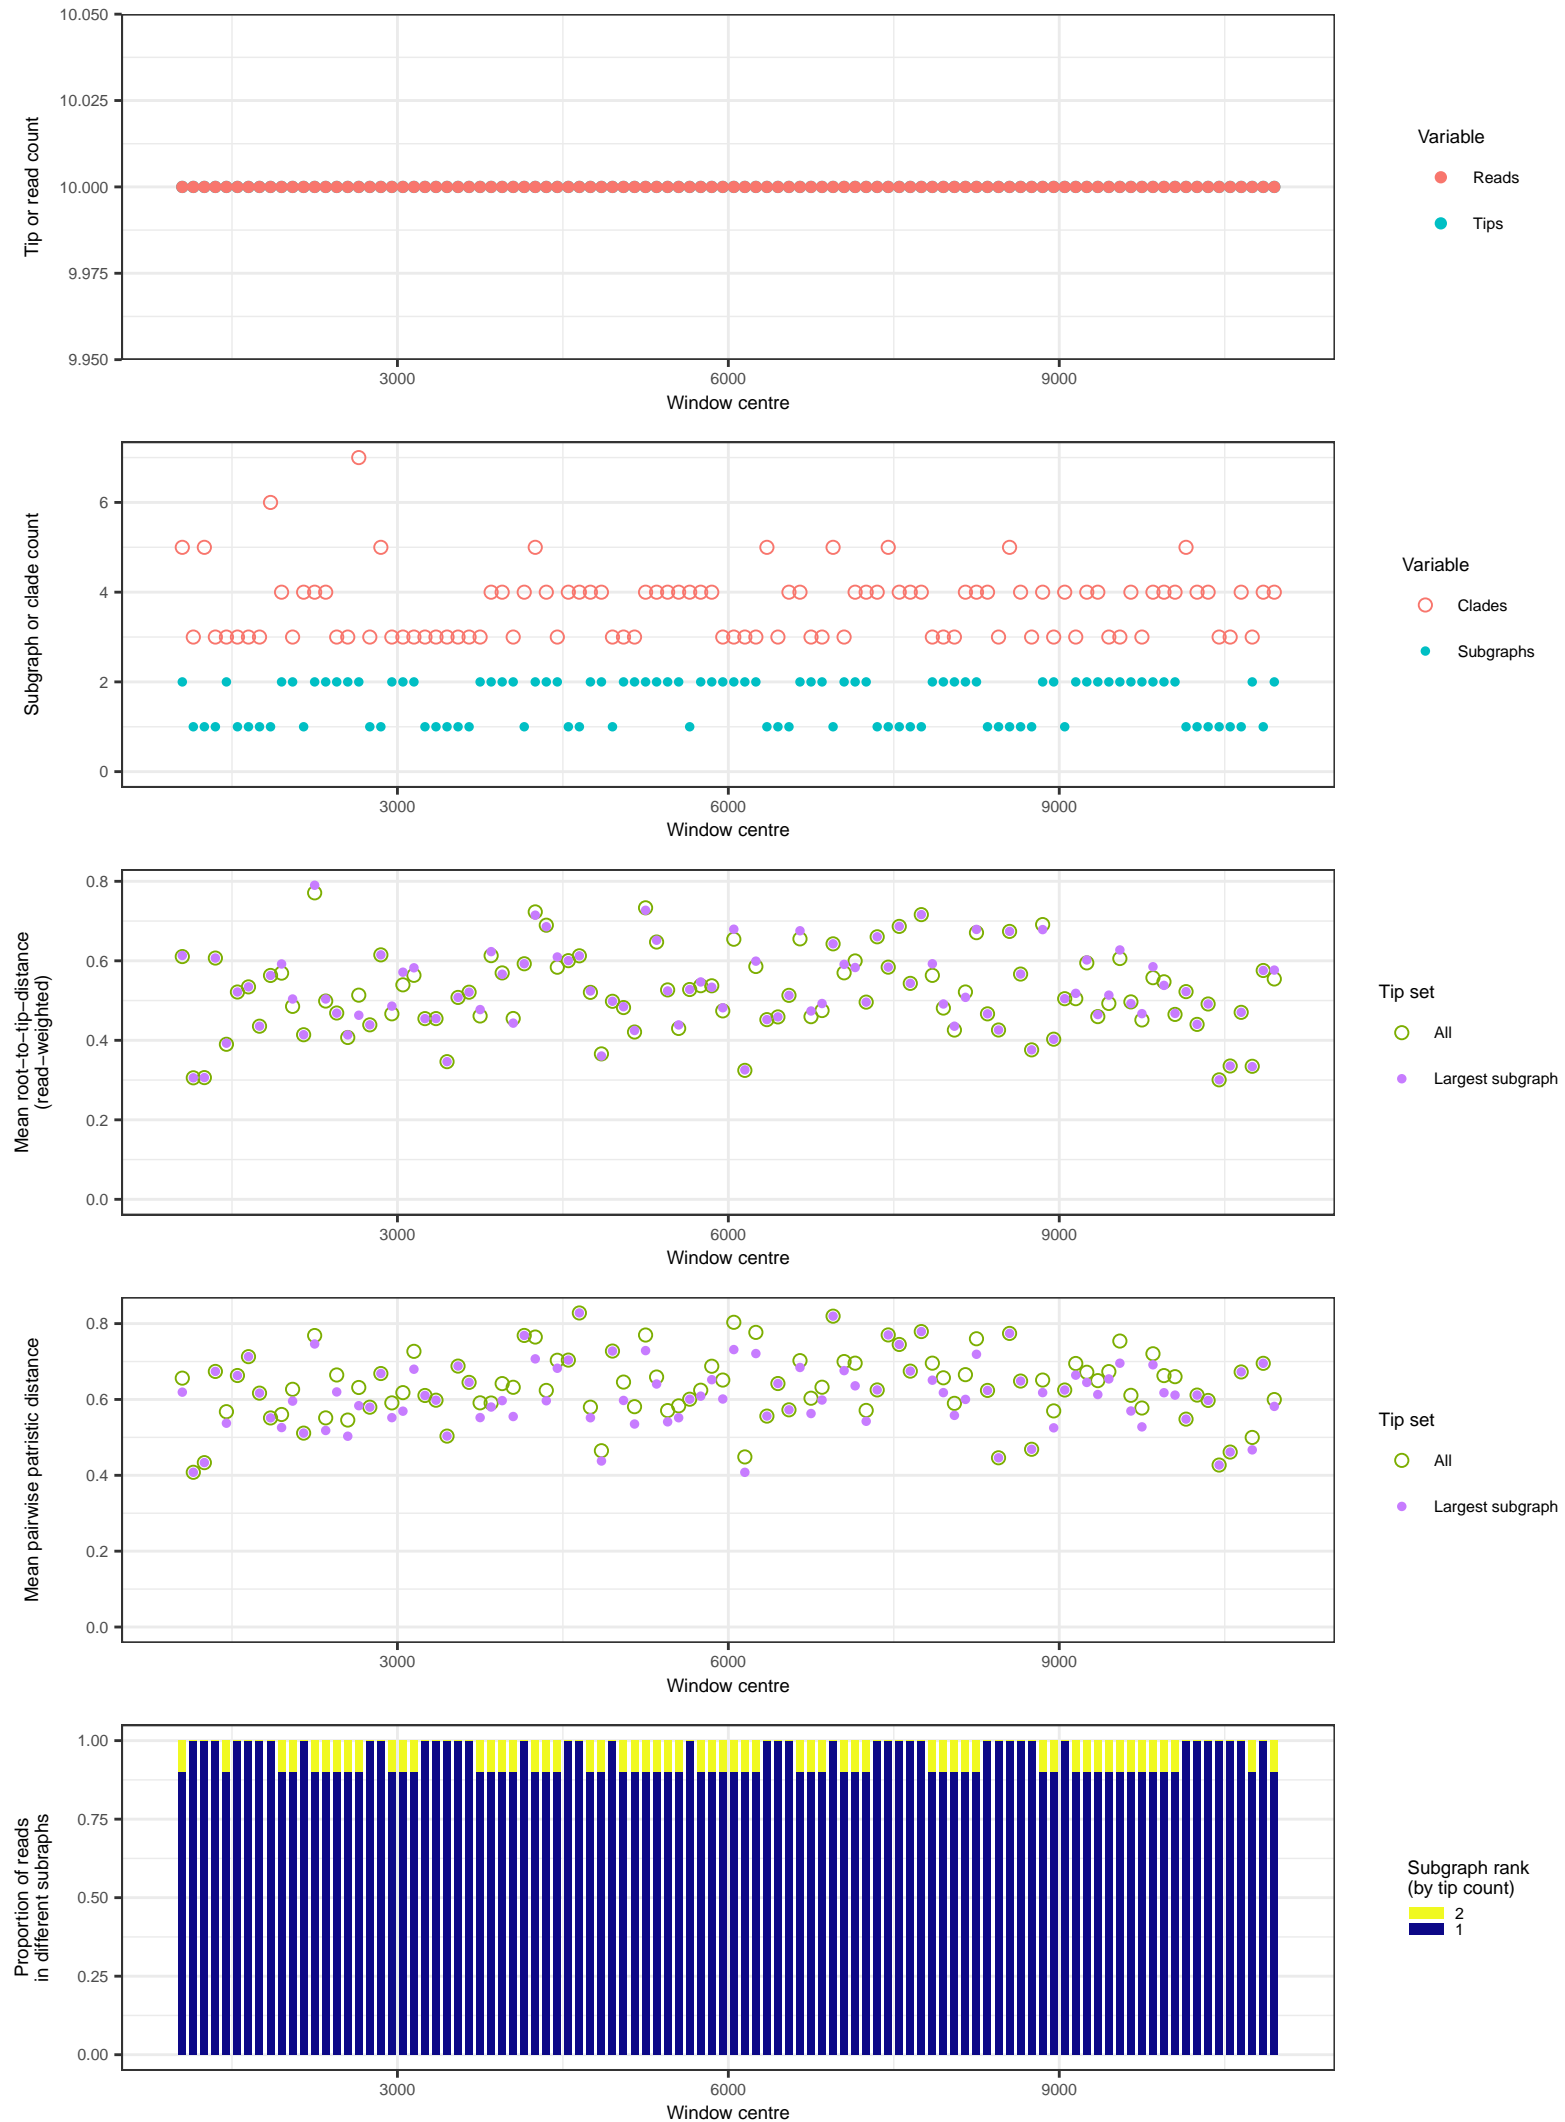 10.050
10.025
10.000
9.975
9.950
Tip or read count
3000
6000
9000
Window centre
Variable
Reads
Tips
6
4
2
0
Subgraph or clade count
3000
6000
9000
Window centre
Variable
Clades
Subgraphs
0.8
0.6
0.4
0.2
0.0
Mean root−to−tip−distance
(read−weighted)
3000
6000
9000
Window centre
Tip set
All
Largest subgraph
0.8
0.6
0.4
0.2
0.0
Mean pairwise patristic distance
3000
6000
9000
Window centre
Tip set
All
Largest subgraph
1.00
0.75
0.50
0.25
0.00
Proportion of reads
in different subraphs
3000
6000
9000
Window centre
Subgraph rank
(by tip count)
2
1